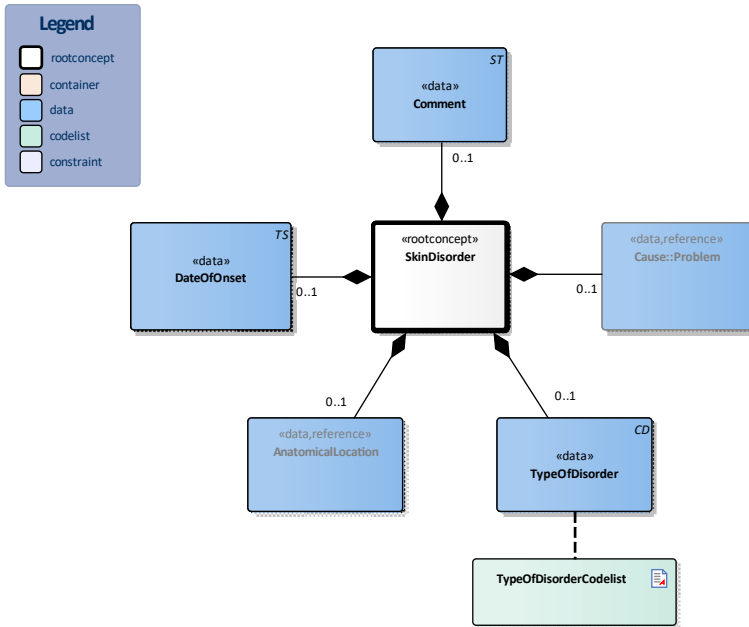 Legend
rootconcept
container
data
codelist
constraint
ST
«data»
Comment
0..1
TS
«data»
DateOfOnset
0..1
«rootconcept»
SkinDisorder
«data,reference»
Cause::Problem
0..1
0..1
0..1
«data,reference»
AnatomicalLocation
CD
«data»
TypeOfDisorder
TypeOfDisorderCodelist